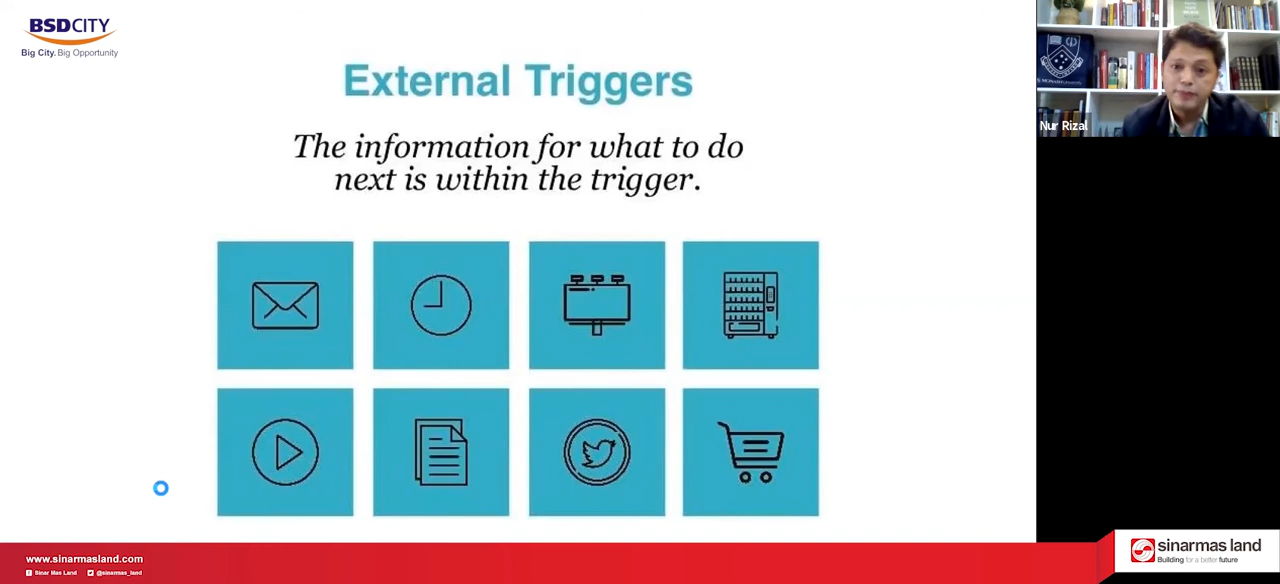 BSDCITY
Big City. Big Opportunity
External Triggers
The information for what to do
next is within the trigger.
Nur Rizal
www.sinarmasland.com
Sinar Mas Land
@sinarmas_land
sinarmas land
Building for a better future